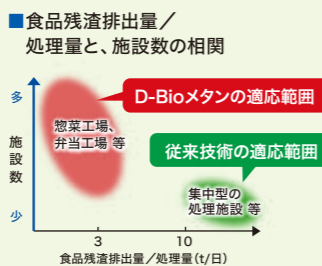 ■食品残渣排出量／
処理量と、施設数の相関
D-Bioメタンの適応範囲
多
惣菜工場、
弁当工場 等
従来技術の適応範囲
施設数
集中型の
処理施設 等
少
3
10
食品残渣排出量／処理量（t/日）